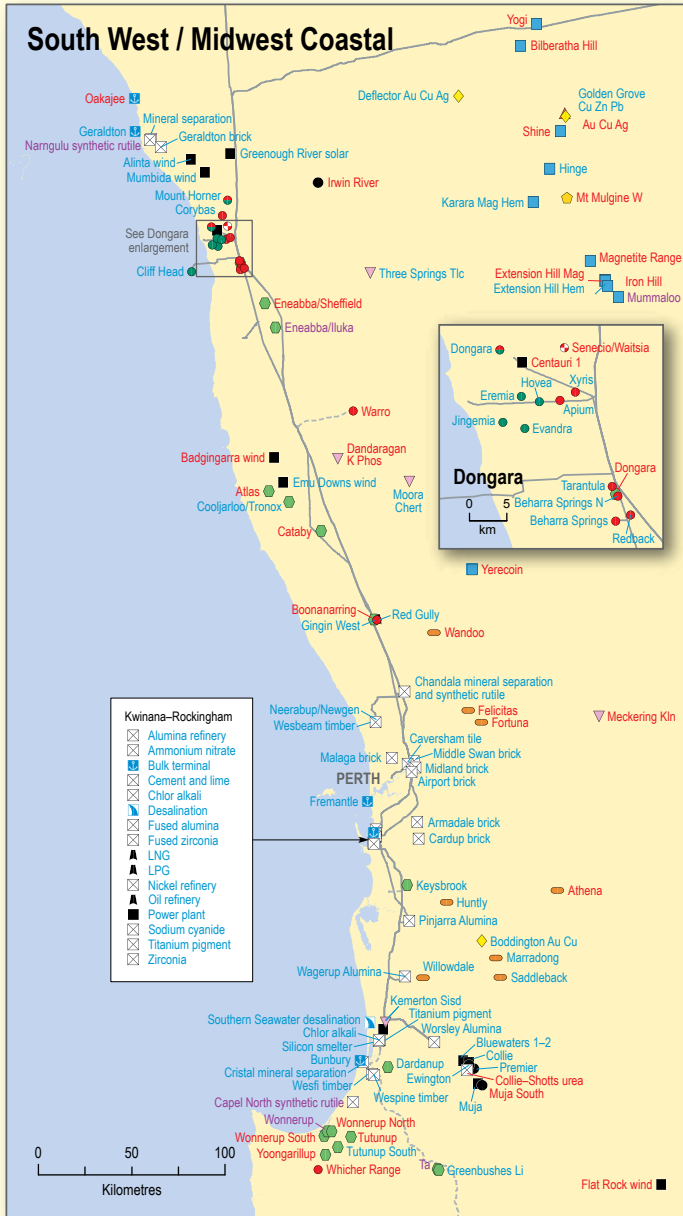 South West / Midwest Coastal
Yogi
Bilberatha Hill
Oakajee
Deflector Au Cu Ag
Golden Grove
Cu Zn Pb
Au Cu Ag
Shine
Mineral separation
Geraldton
Geraldton brick
Narngulu synthetic rutile
Greenough River solar
Alinta wind
Mumbida wind
Hinge
Irwin River
Mount Horner
Karara Mag Hem
Mt Mulgine W
Corybas
See Dongara
enlargement
Cliff Head
Three Springs Tlc
Magnetite Range
Extension Hill Mag
Iron Hill
Extension Hill Hem
Mummaloo
Eneabba/Sheffield
Eneabba/Iluka
Dongara
Senecio/Waitsia
Centauri 1
Xyris
Hovea
Eremia
Apium
Jingemia
Evandra
Dongara
Dongara
Tarantula
Beharra Springs N
Beharra Springs
Redback
0 5
km
Warro
Badgingarra wind
Dandaragan
K Phos
Emu Downs wind
Atlas
Cooljarloo/Tronox
Moora
Chert
Cataby
Yerecoin
Boonanarring
Red Gully
Gingin West
Wandoo
Chandala mineral separation
and synthetic rutile
Neerabup/Newgen
Wesbeam timber
Felicitas
Fortuna
Meckering Kln
Caversham tile
Malaga brick
Middle Swan brick
Midland brick
PERTH
Airport brick
Fremantle
Armadale brick
Cardup brick
Kwinana–Rockingham
Alumina refinery
Ammonium nitrate
Bulk terminal
Cement and lime
Chlor alkali
Desalination
Fused alumina
Fused zirconia
LNG
LPG
Nickel refinery
Oil refinery
Power plant
Sodium cyanide
Titanium pigment
Zirconia
Keysbrook
Athena
Huntly
Pinjarra Alumina
Boddington Au Cu
Marradong
Wagerup Alumina
Willowdale
Saddleback
Kemerton Sisd
Southern Seawater desalination
Titanium pigment
Chlor alkali
Worsley Alumina
Silicon smelter
Bluewaters 1–2
Bunbury
Collie
Dardanup
Premier
Cristal mineral separation
Ewington
Collie–Shotts urea
Wesfi timber
Wespine timber
Muja
Muja South
Capel North synthetic rutile
Wonnerup
Wonnerup North
Wonnerup South
Tutunup
Yoongarillup
Tutunup South
Ta
Whicher Range
Greenbushes Li
Flat Rock wind
0 50 100
Kilometres